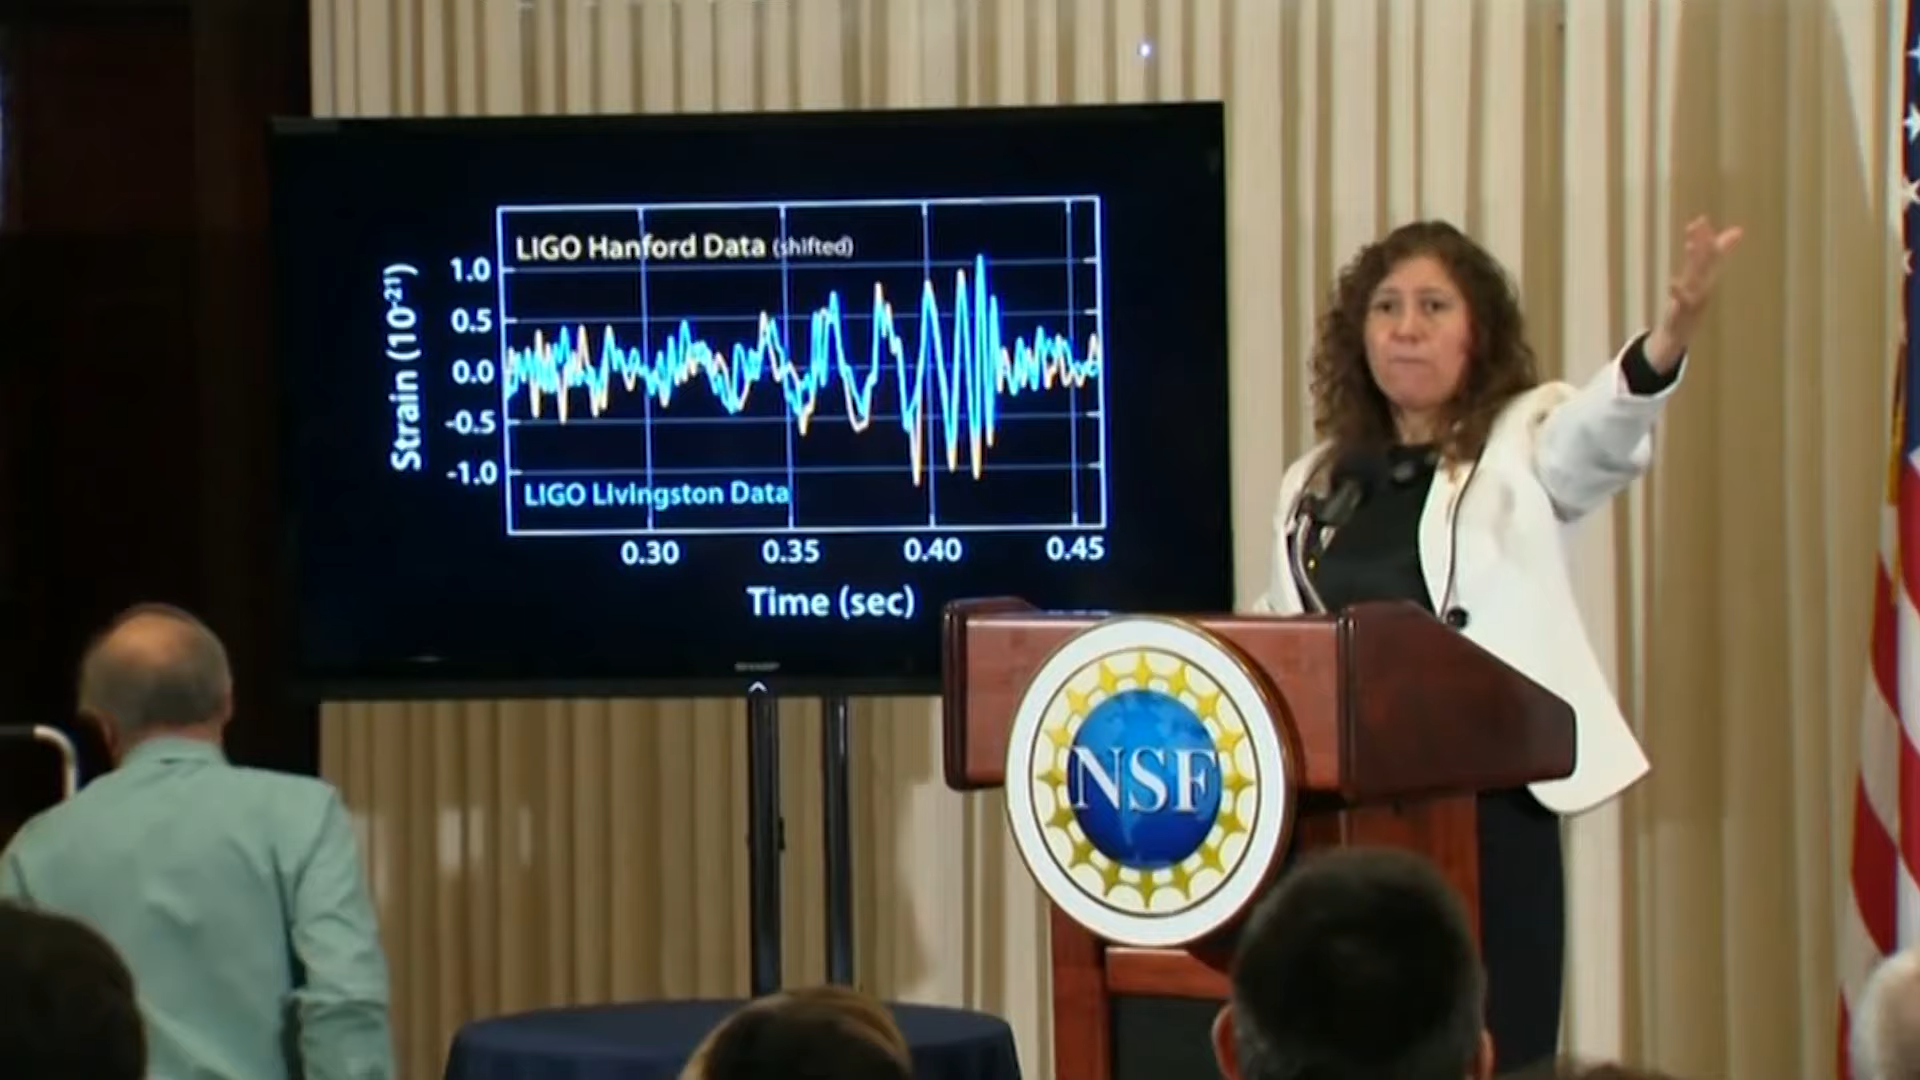 LIGO Hanford Data (shifted)
1.0
0.5
0.0
-0.5
-1.0
Strain (10-21)
LIGO Livingston Data
0.30 0.35 0.40 0.45
Time (sec)
NSF